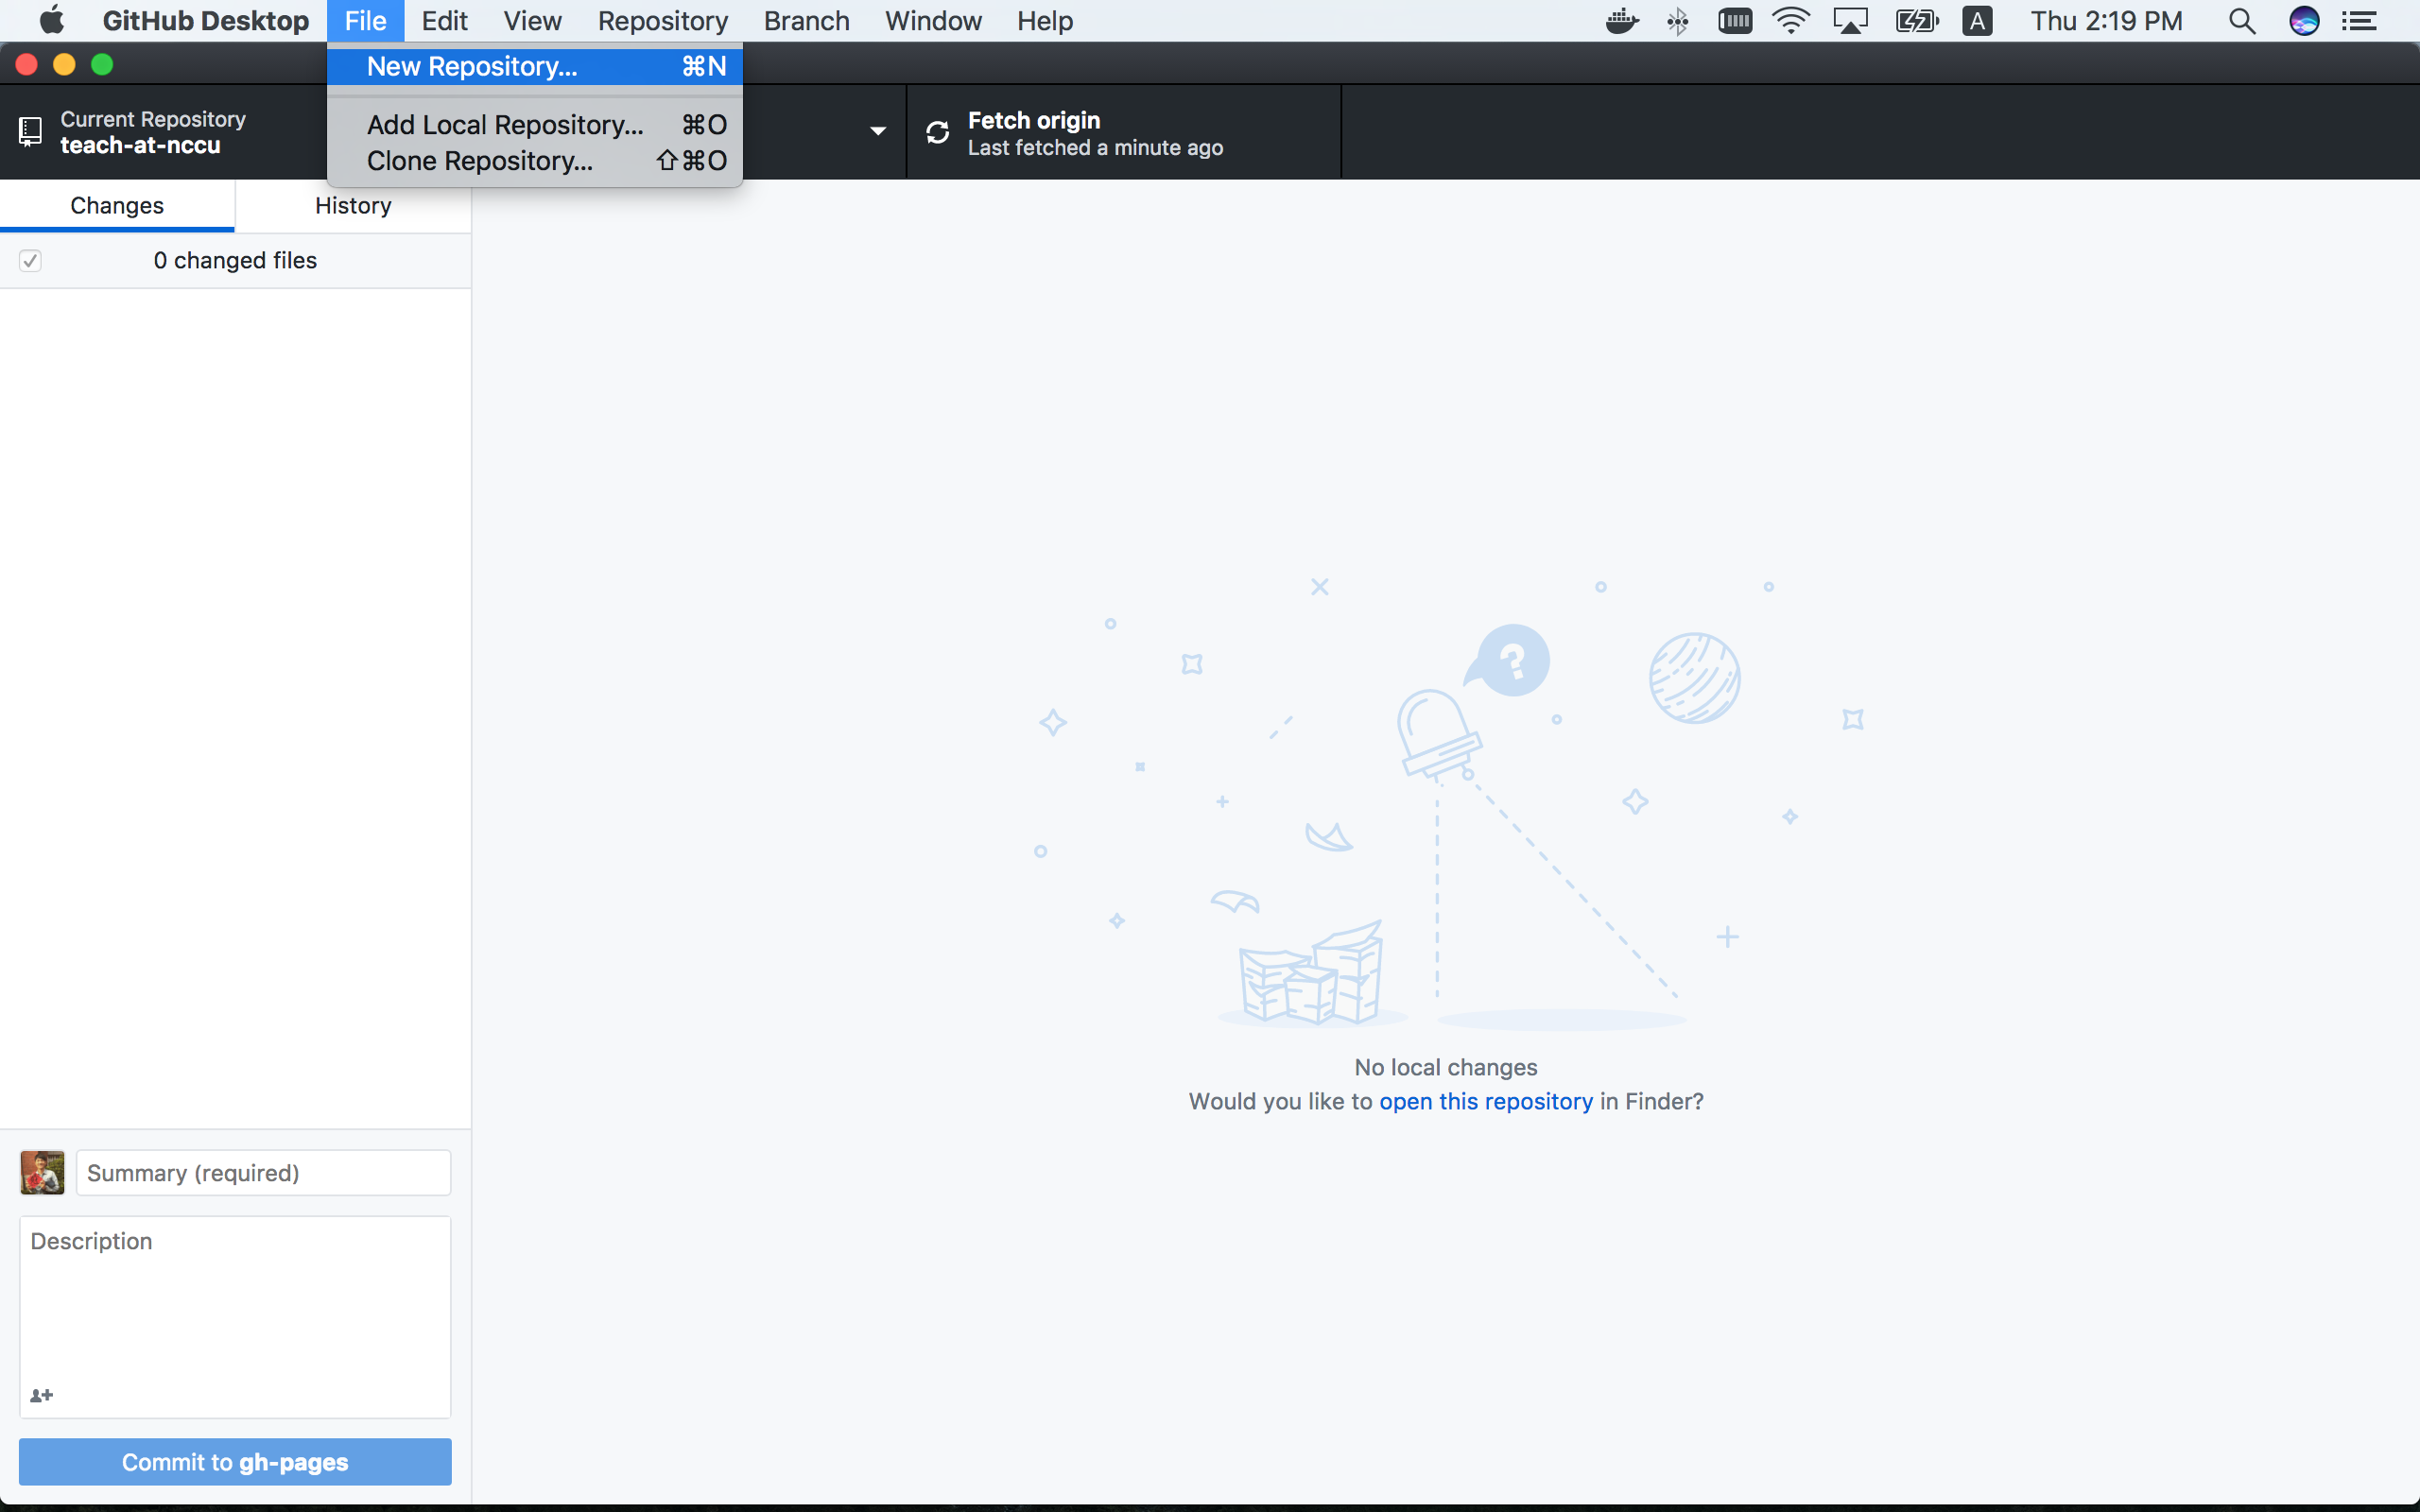 GitHub Desktop File Edit View Repository Branch Window Help A Thu 2:19 PM
New Repository... ⌘N
Add Local Repository... ⌘O
Clone Repository... ⇧⌘O
Current Repository
teach-at-nccu
Fetch origin
Last fetched a minute ago
Changes History
0 changed files
?
No local changes
Would you like to open this repository in Finder?
Summary (required)
Description
Commit to gh-pages